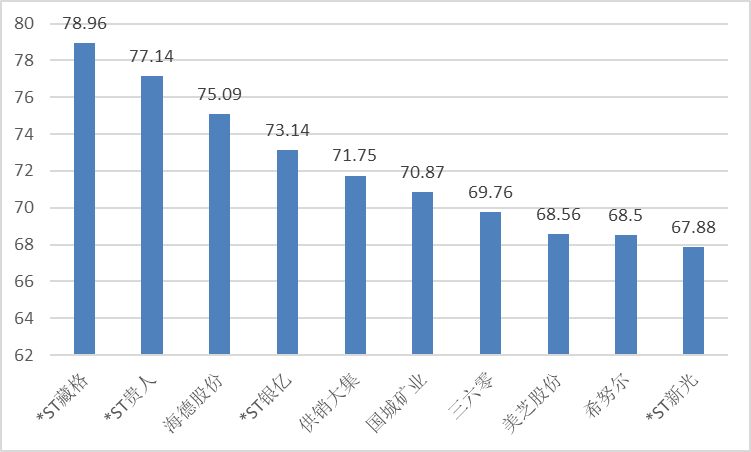 80
78
76
74
72
70
68
66
64
62
78.96
77.14
75.09
73.14
71.75
70.87
69.76
68.56
68.5
67.88
*ST藏格
*ST贵人
海德股份
*ST银亿
供销大集
国城矿业
三六零
美芝股份
希努尔
*ST新光